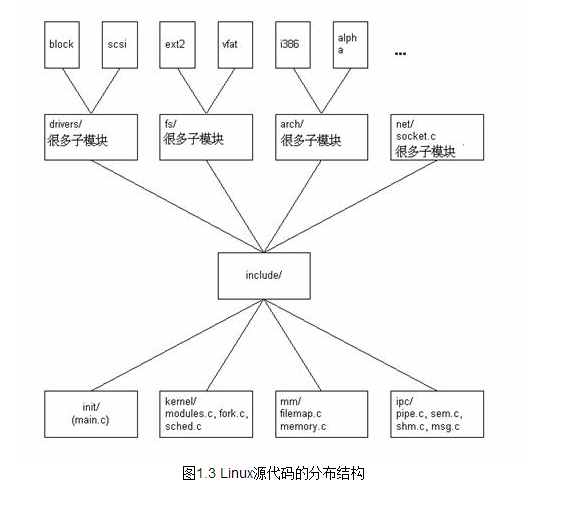 block
scsi
ext2
vfat
i386
alph
a
...
drivers/
很多子模块
fs/
很多子模块
arch/
很多子模块
net/
socket.c
很多子模块
include/
init/
(main.c)
kernel/
modules.c, fork.c,
sched.c
mm/
filemap.c
memory.c
ipc/
pipe.c, sem.c,
shm.c, msg.c
图1.3 Linux源代码的分布结构